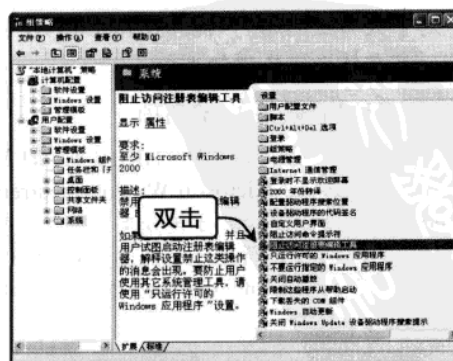 组策略
文件(F) 操作(A) 查看(V) 帮助(H)
“本地计算机”策略
计算机配置
软件设置
Windows 设置
管理模板
用户配置
软件设置
Windows 设置
管理模板
Windows 组件
任务栏和「开
桌面
控制面板
共享文件夹
网络
系统
系统
阻止访问注册表编辑工具
显示 属性
要求:
至少 Microsoft Windows
2000
描述:
禁用
编辑
器
双击
如果
并且
用户试图启动注册表编辑
器，解释设置禁止这类操作
的消息会出现。要防止用户
使用其它系统管理工具，请
使用“只运行许可的
Windows 应用程序”设置。
设置
用户配置文件
脚本
Ctrl+Alt+Del 选项
登录
组策略
电源管理
Internet 通信管理
登录时不显示欢迎屏幕
2000 年份转译
配置驱动程序搜索位置
设备驱动程序的代码签名
自定义用户界面
阻止访问命令提示符
阻止访问注册表编辑工具
只运行许可的 Windows 应用程序
不要运行指定的 Windows 应用程序
关闭自动播放
限制这些程序从帮助启动
下载丢失的 COM 组件
Windows 自动更新
关闭 Windows Update 设备驱动程序搜索提示
扩展 标准